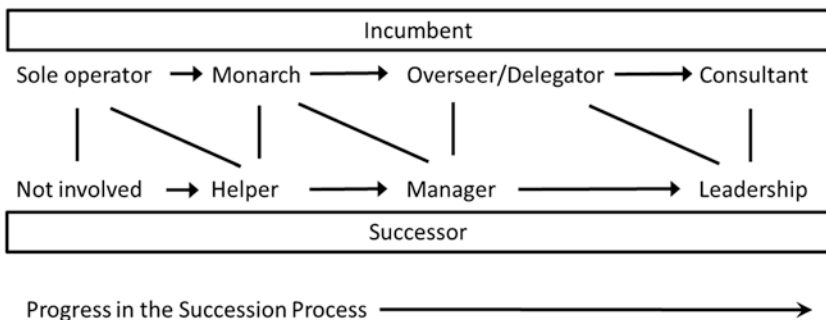 Incumbent
Sole operator Monarch Overseer/Delegator Consultant
Not involved Helper Manager Leadership
Successor
Progress in the Succession Process